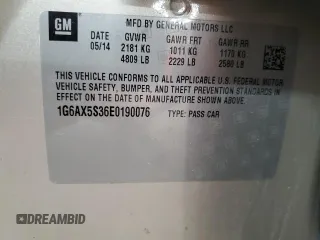 GM
MFD BY GENERAL MOTORS LLC
DATE GVWR GAWR FRT GAWR RR
05/14 2181 KG 1011 KG 1170 KG
4809 LB 2229 LB 2580 LB
THIS VEHICLE CONFORMS TO ALL APPLICABLE U.S. FEDERAL MOTOR
VEHICLE SAFETY, BUMPER, AND THEFT PREVENTION STANDARDS IN
EFFECT ON THE DATE OF MANUFACTURE SHOWN ABOVE.
1G6AX5S36E0190076 TYPE: PASS CAR
© DREAMBID